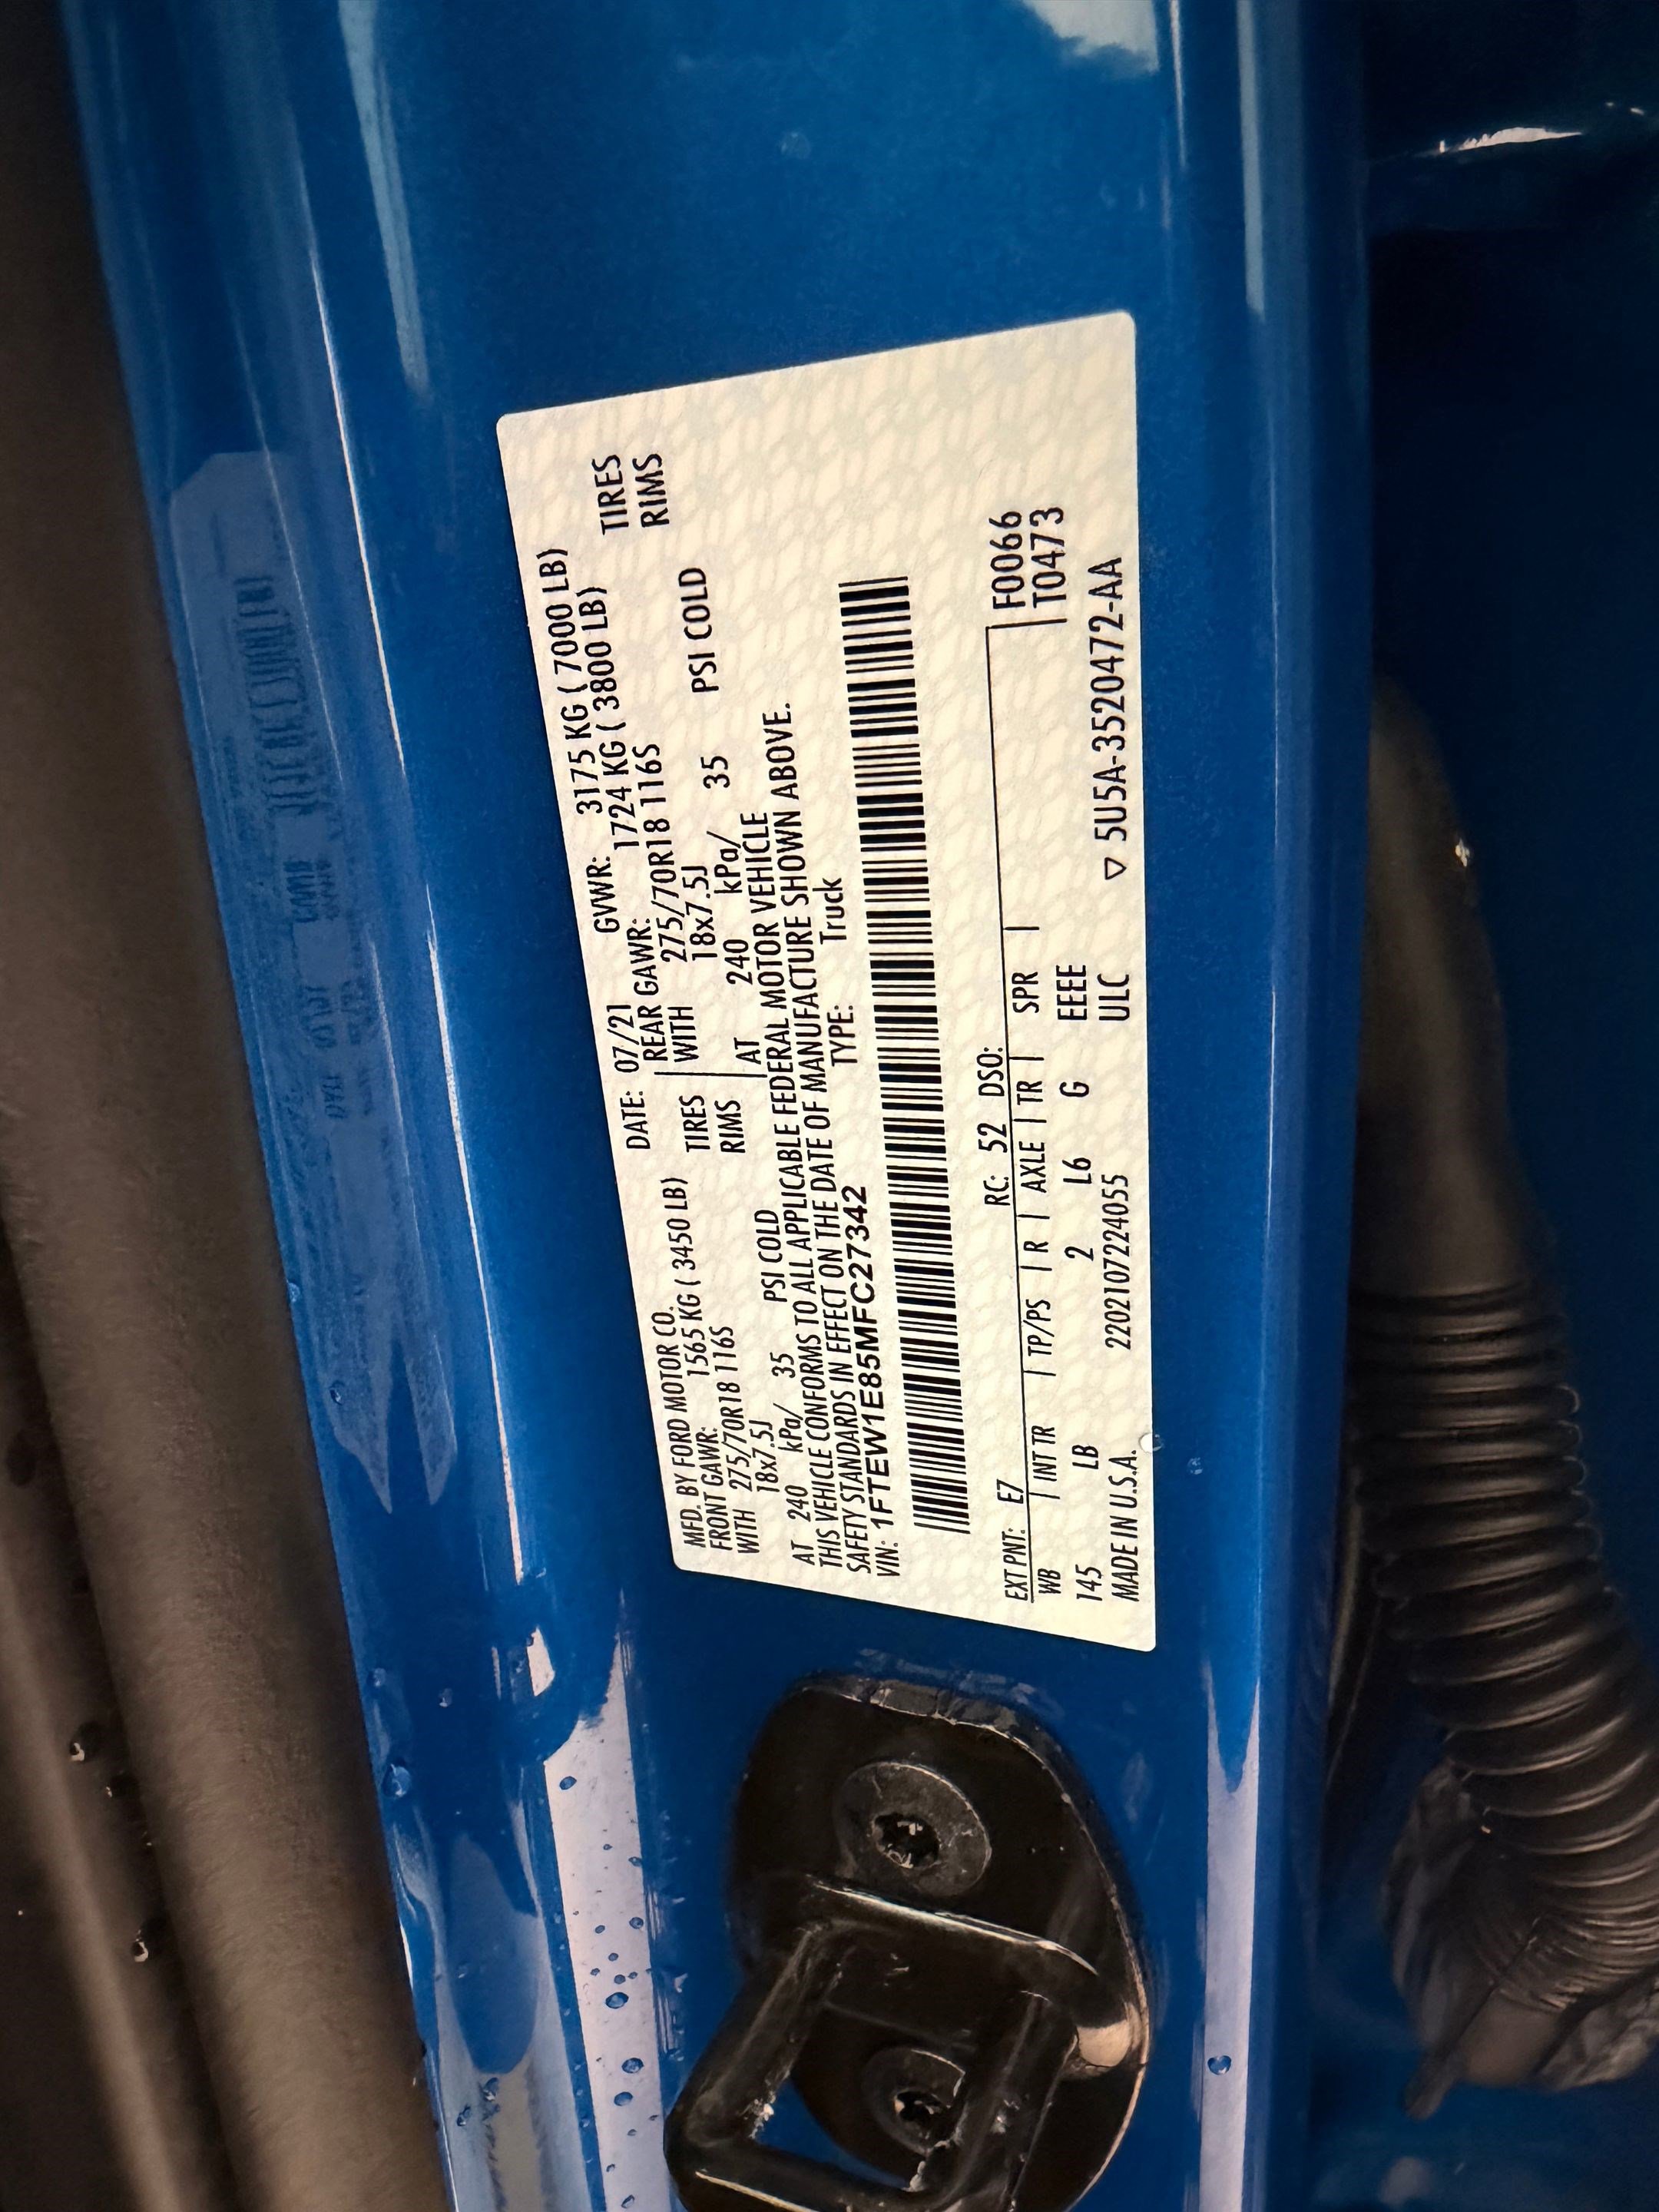 MFD. BY FORD MOTOR CO. DATE: 07/21 GVWR: 3175 KG ( 7000 LB)
FRONT GAWR: 1565 KG ( 3450 LB) REAR GAWR: 1724 KG ( 3800 LB)
WITH 275/70R18 116S TIRES WITH 275/70R18 116S TIRES
18x7.5J RIMS 18x7.5J RIMS
AT 240 kPa/ 35 PSI COLD AT 240 kPa/ 35 PSI COLD
THIS VEHICLE CONFORMS TO ALL APPLICABLE FEDERAL MOTOR VEHICLE
SAFETY STANDARDS IN EFFECT ON THE DATE OF MANUFACTURE SHOWN ABOVE.
VIN: 1FTEW1E85MFC27342 TYPE: Truck
EXT PNT: E7 RC: 52 DSO: F0066
WB | INT TR | TP/PS | R | AXLE | TR | SPR | T0473
145 LB 2 L6 G EEEE
MADE IN U.S.A. 220210722​4055 ULC ▽ 5U5A-3520472-AA